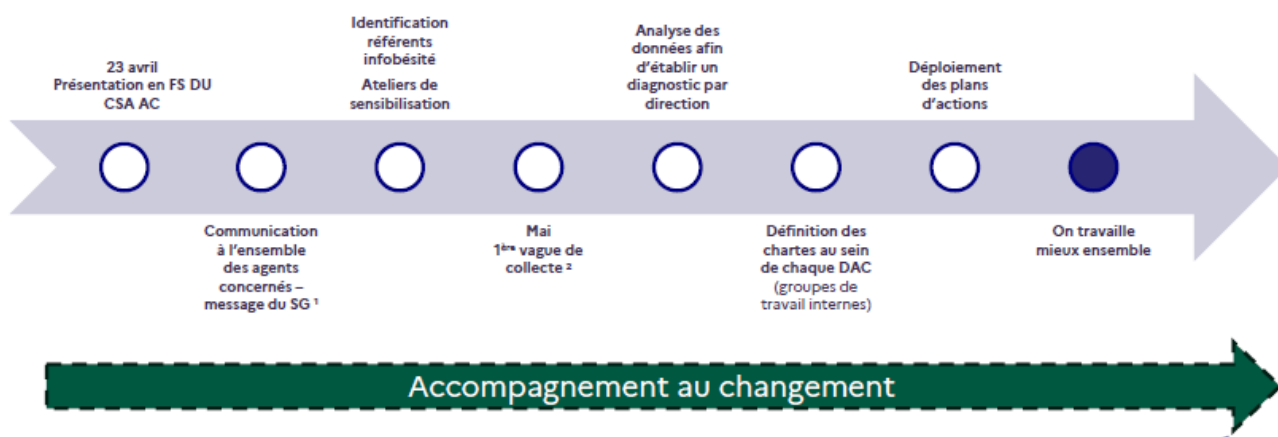 23 avril
Présentation en FS DU
CSA AC
Communication
à l'ensemble
des agents
concernés –
message du SG ¹
Identification
référents
infobésité
Ateliers de
sensibilisation
Mai
1ère vague de
collecte ²
Analyse des
données afin
d'établir un
diagnostic par
direction
Définition des
chartes au sein
de chaque DAC
(groupes de
travail internes)
Déploiement
des plans
d'actions
On travaille
mieux ensemble
Accompagnement au changement